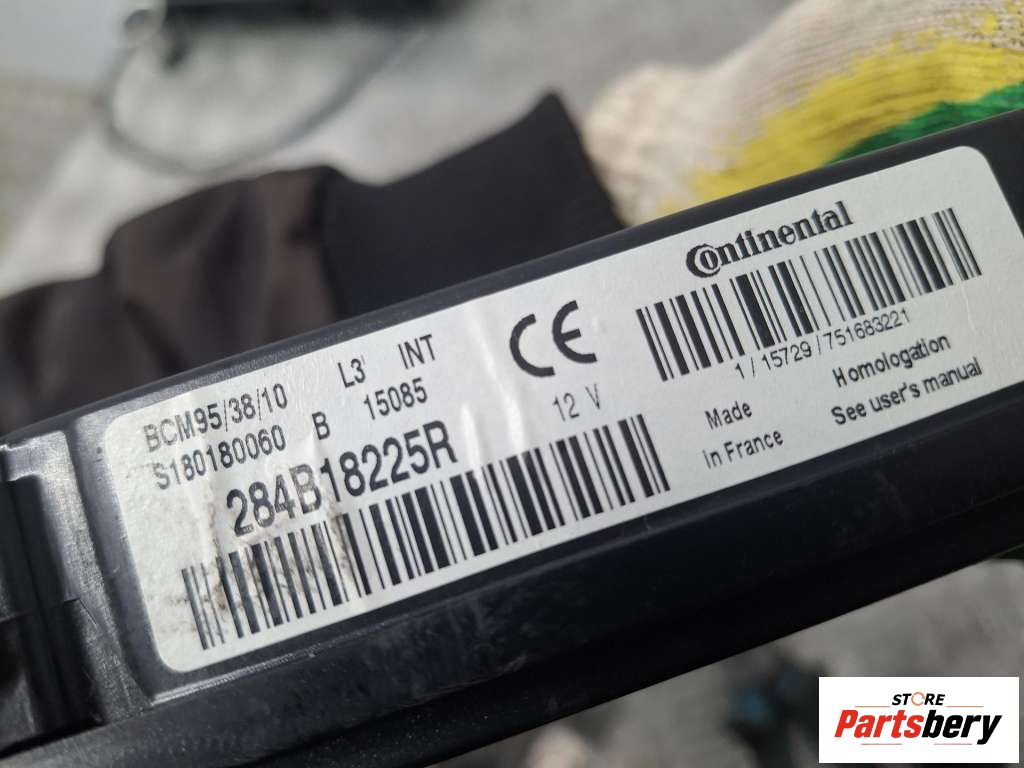 BCM95/38/10 L3 INT
S180180060 B 15085
284B18225R
12 V
Continental
1/15729/751683221
Made Homologation
In France See user's manual
STORE
Partsbery